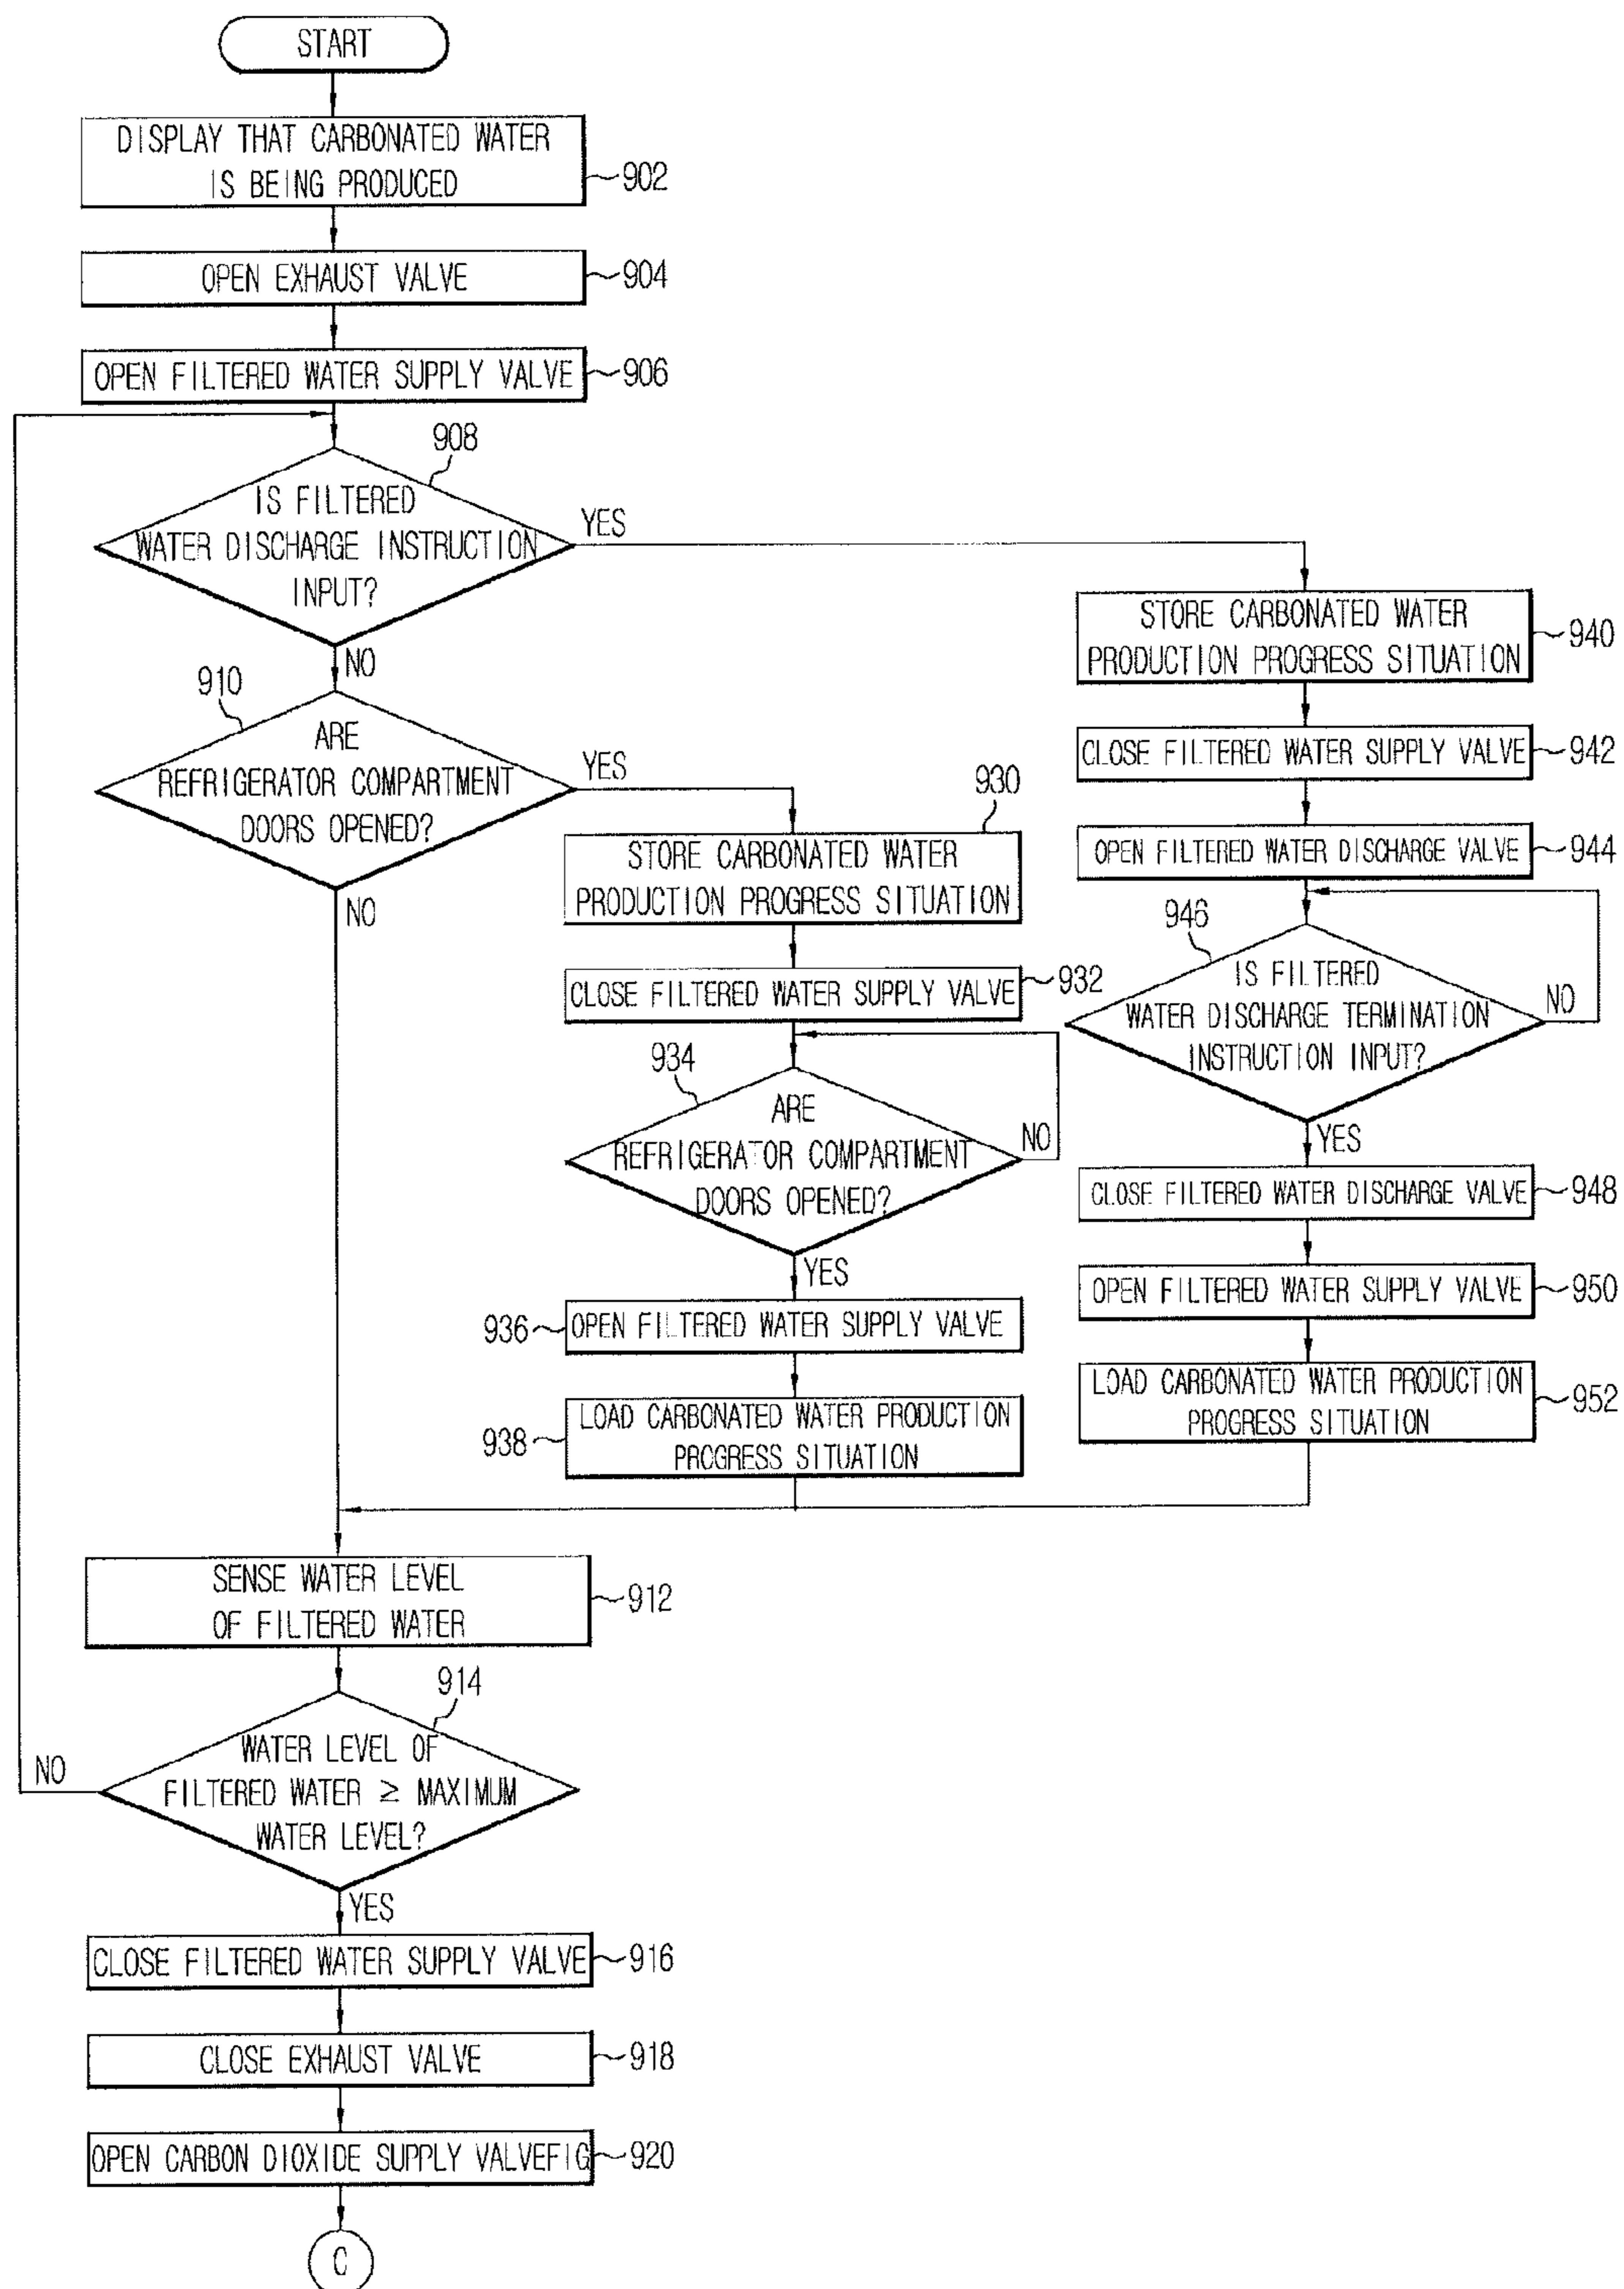 START
DISPLAY THAT CARBONATED WATER
IS BEING PRODUCED
902
OPEN EXHAUST VALVE
904
OPEN FILTERED WATER SUPPLY VALVE
906
908
IS FILTERED
WATER DISCHARGE INSTRUCTION
INPUT?
YES
NO
910
ARE
REFRIGERATOR COMPARTMENT
DOORS OPENED?
YES
NO
930
STORE CARBONATED WATER
PRODUCTION PROGRESS SITUATION
CLOSE FILTERED WATER SUPPLY VALVE
932
934
ARE
REFRIGERATOR COMPARTMENT
DOORS OPENED?
NO
YES
936
OPEN FILTERED WATER SUPPLY VALVE
938
LOAD CARBONATED WATER PRODUCTION
PROGRESS SITUATION
STORE CARBONATED WATER
PRODUCTION PROGRESS SITUATION
940
CLOSE FILTERED WATER SUPPLY VALVE
942
OPEN FILTERED WATER DISCHARGE VALVE
944
946
IS FILTERED
WATER DISCHARGE TERMINATION
INSTRUCTION INPUT?
NO
YES
CLOSE FILTERED WATER DISCHARGE VALVE
948
OPEN FILTERED WATER SUPPLY VALVE
950
LOAD CARBONATED WATER PRODUCTION
PROGRESS SITUATION
952
SENSE WATER LEVEL
OF FILTERED WATER
912
914
WATER LEVEL OF
FILTERED WATER ≥ MAXIMUM
WATER LEVEL?
NO
YES
CLOSE FILTERED WATER SUPPLY VALVE
916
CLOSE EXHAUST VALVE
918
OPEN CARBON DIOXIDE SUPPLY VALVEFIG
920
C